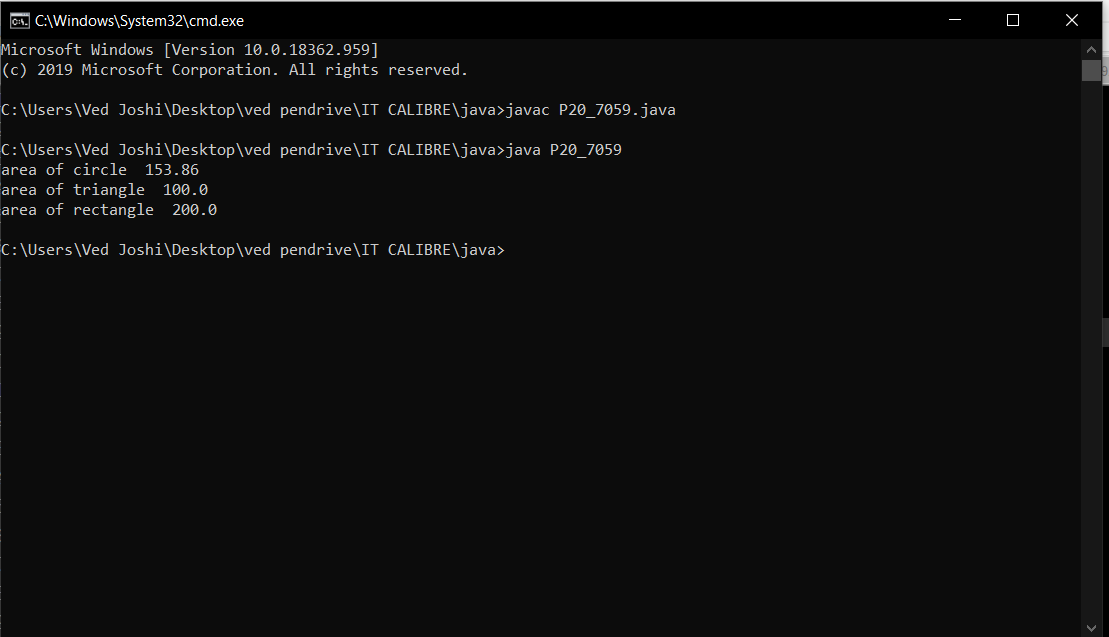 C:\Windows\System32\cmd.exe
Microsoft Windows [Version 10.0.18362.959]
(c) 2019 Microsoft Corporation. All rights reserved.
C:\Users\Ved Joshi\Desktop\ved pendrive\IT CALIBRE\java>javac P20_7059.java
C:\Users\Ved Joshi\Desktop\ved pendrive\IT CALIBRE\java>java P20_7059
area of circle  153.86
area of triangle  100.0
area of rectangle  200.0
C:\Users\Ved Joshi\Desktop\ved pendrive\IT CALIBRE\java>